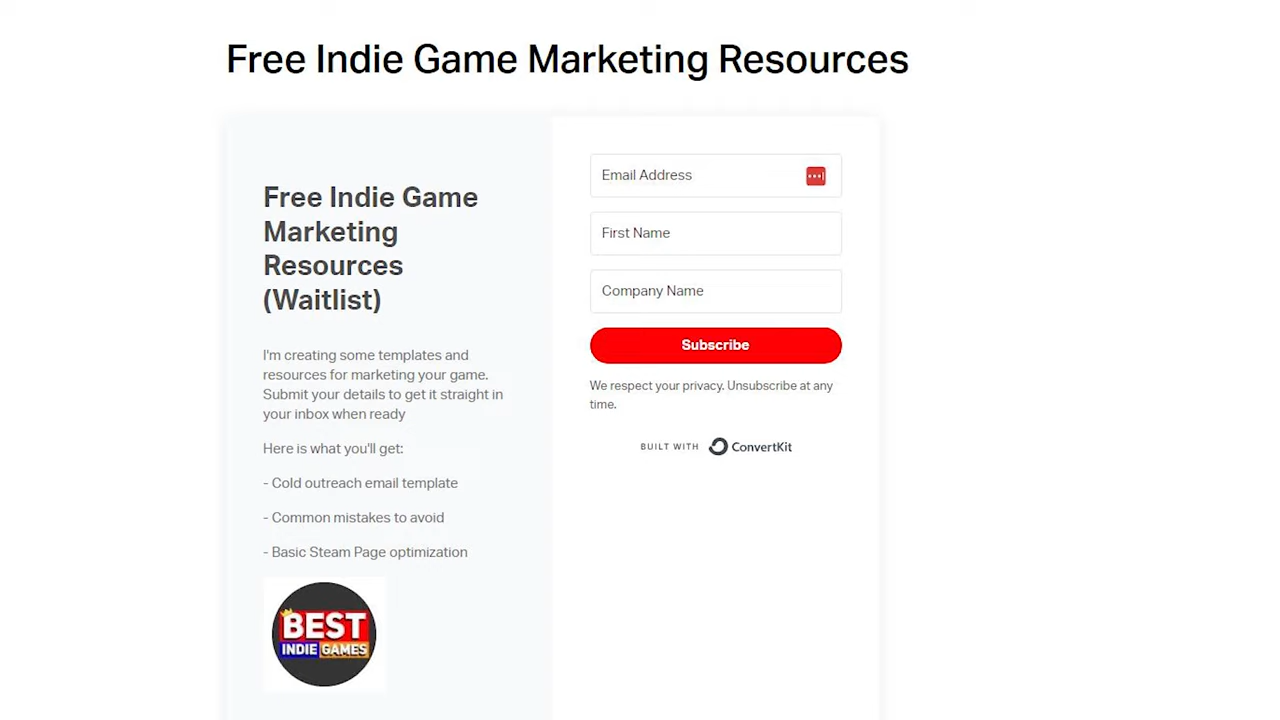 Free Indie Game Marketing Resources
Free Indie Game
Marketing
Resources
(Waitlist)
I'm creating some templates and
resources for marketing your game.
Submit your details to get it straight in
your inbox when ready
Here is what you'll get:
- Cold outreach email template
- Common mistakes to avoid
- Basic Steam Page optimization
BEST
INDIE GAMES
Email Address
First Name
Company Name
Subscribe
We respect your privacy. Unsubscribe at any
time.
BUILT WITH ConvertKit